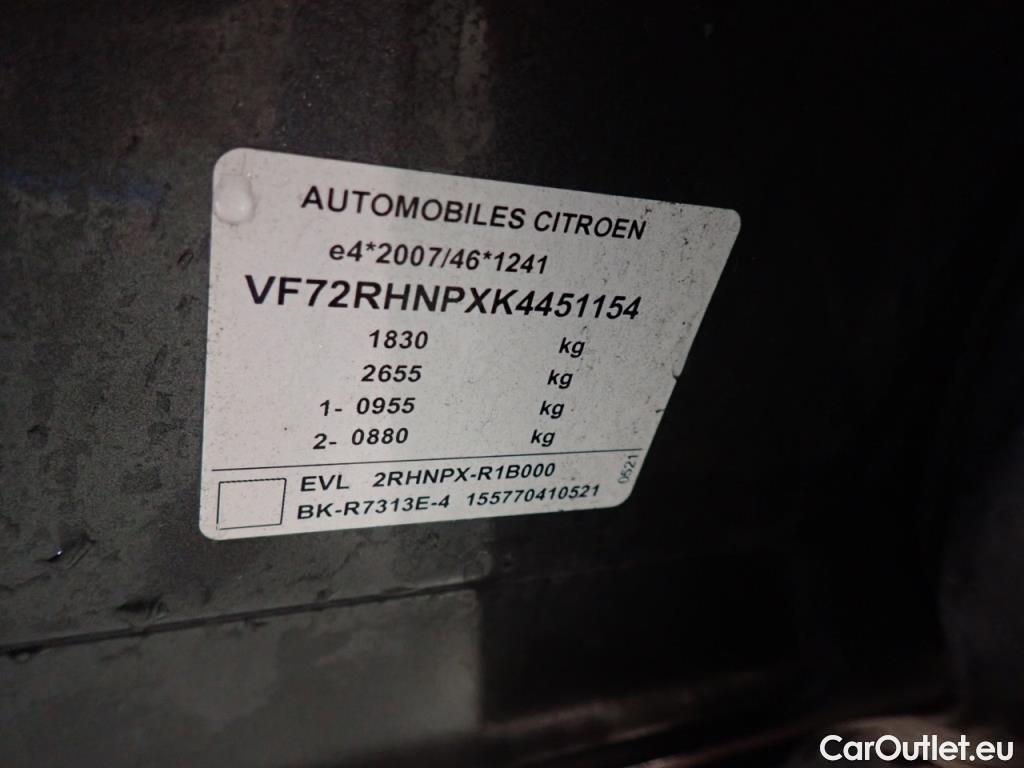 AUTOMOBILES CITROEN
e4*2007/46*1241
VF72RHNPXK4451154
1830 kg
2655 kg
1- 0955 kg
2- 0880 kg
EVL 2RHNPX-R1B000
BK-R7313E-4 155770410521
0521
CarOutlet.eu